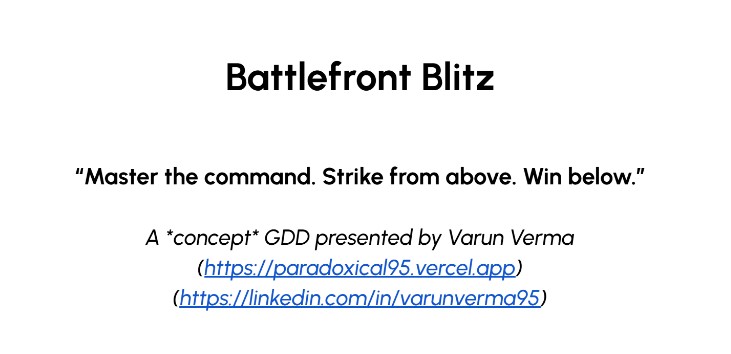 Battlefront Blitz
“Master the command. Strike from above. Win below.”
A *concept* GDD presented by Varun Verma
(https://paradoxical95.vercel.app)
(https://linkedin.com/in/varunverma95)